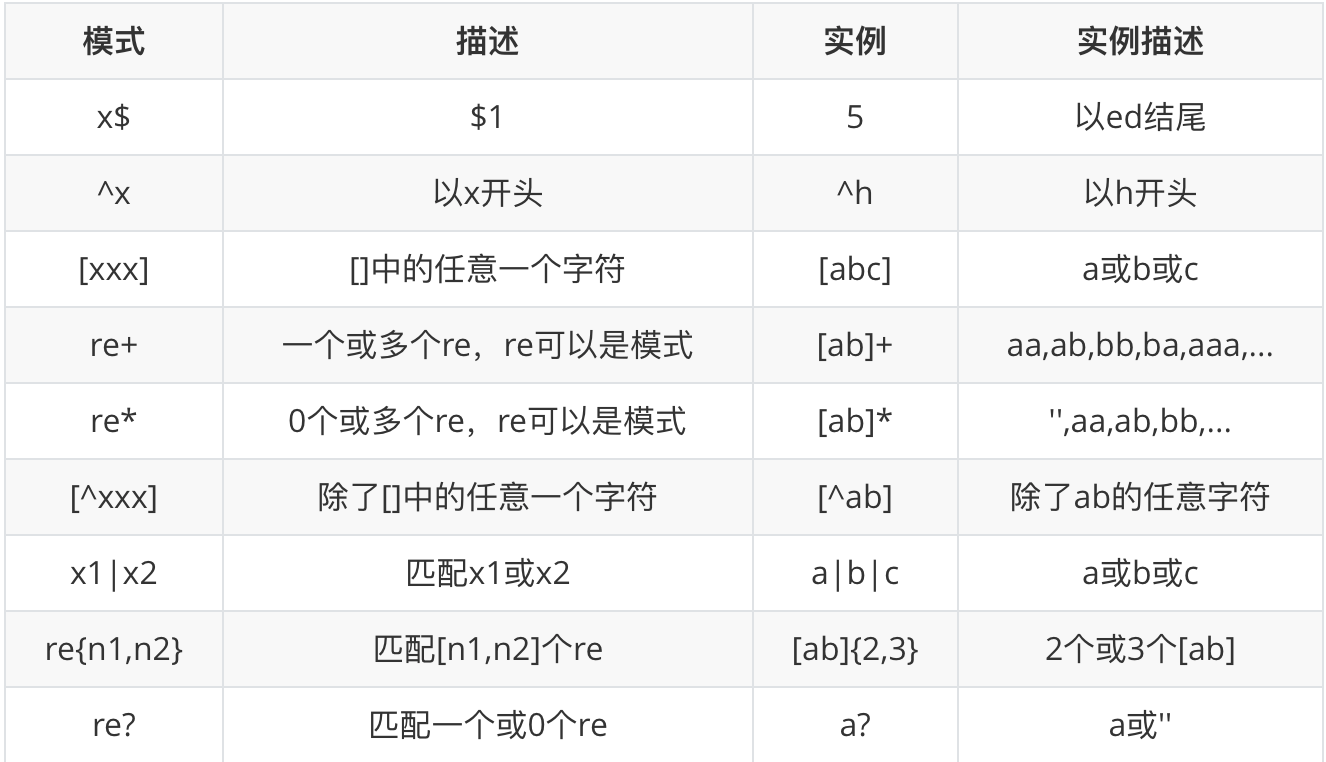 模式 描述 实例 实例描述
x$ $1 5 以ed结尾
^x 以x开头 ^h 以h开头
[xxx] []中的任意一个字符 [abc] a或b或c
re+ 一个或多个re，re可以是模式 [ab]+ aa,ab,bb,ba,aaa,...
re* 0个或多个re，re可以是模式 [ab]* '',aa,ab,bb,...
[^xxx] 除了[]中的任意一个字符 [^ab] 除了ab的任意字符
x1|x2 匹配x1或x2 a|b|c a或b或c
re{n1,n2} 匹配[n1,n2]个re [ab]{2,3} 2个或3个[ab]
re? 匹配一个或0个re a? a或''